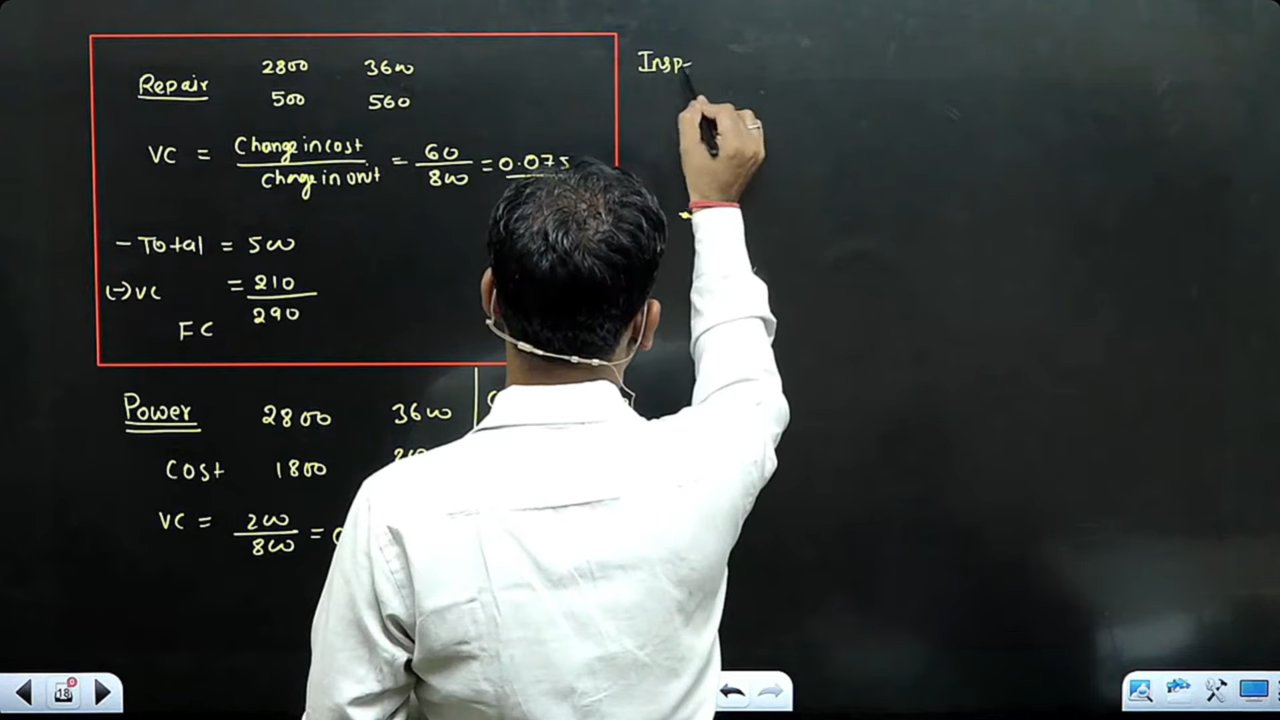 Repair 2800 3600
500 560
VC = Change in cost / change in unit = 60 / 800 = 0.075
- Total = 500
(-) VC = 210
FC 290
Power 2800 3600
Cost 1800
VC = 200 / 800 =
Insp
18